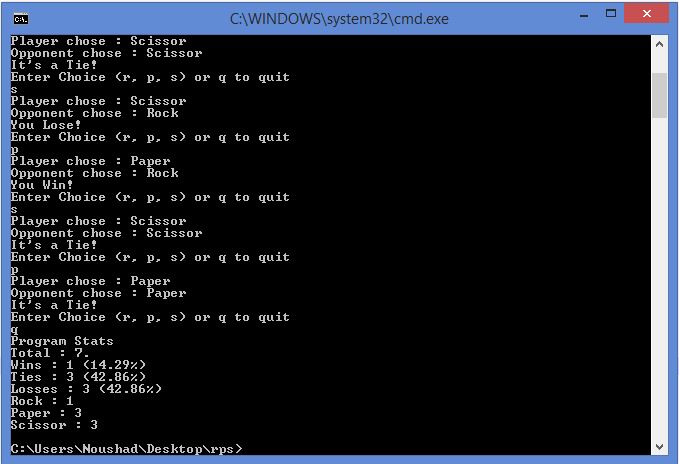 C:\WINDOWS\system32\cmd.exe
Player chose : Scissor
Opponent chose : Scissor
It's a Tie!
Enter Choice (r, p, s) or q to quit
s
Player chose : Scissor
Opponent chose : Rock
You Lose!
Enter Choice (r, p, s) or q to quit
p
Player chose : Paper
Opponent chose : Rock
You Win!
Enter Choice (r, p, s) or q to quit
s
Player chose : Scissor
Opponent chose : Scissor
It's a Tie!
Enter Choice (r, p, s) or q to quit
p
Player chose : Paper
Opponent chose : Paper
It's a Tie!
Enter Choice (r, p, s) or q to quit
q
Program Stats
Total : 7.
Wins : 1 (14.29%)
Ties : 3 (42.86%)
Losses : 3 (42.86%)
Rock : 1
Paper : 3
Scissor : 3
C:\Users\Noushad\Desktop\rps>